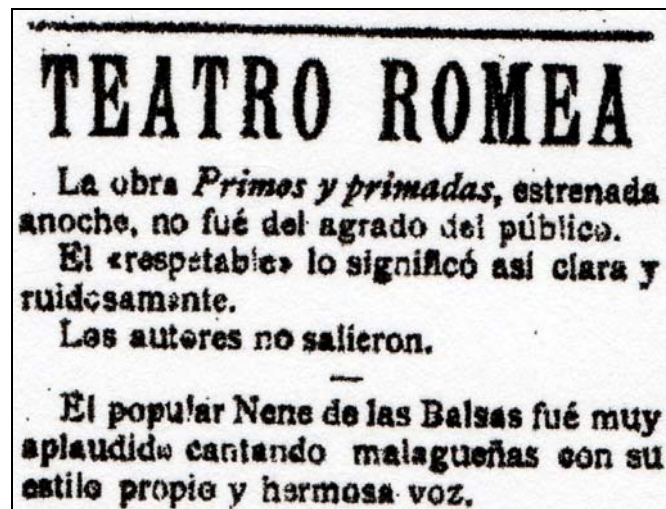 TEATRO ROMEA
La obra Primos y primadas, estrenada
anoche, no fué del agrado del público.
El «respetable» lo significó así clara y
ruidosamente.
Los autores no salieron.
El popular Nene de las Balsas fué muy
aplaudido cantando malagueñas con su
estilo propio y hermosa voz.